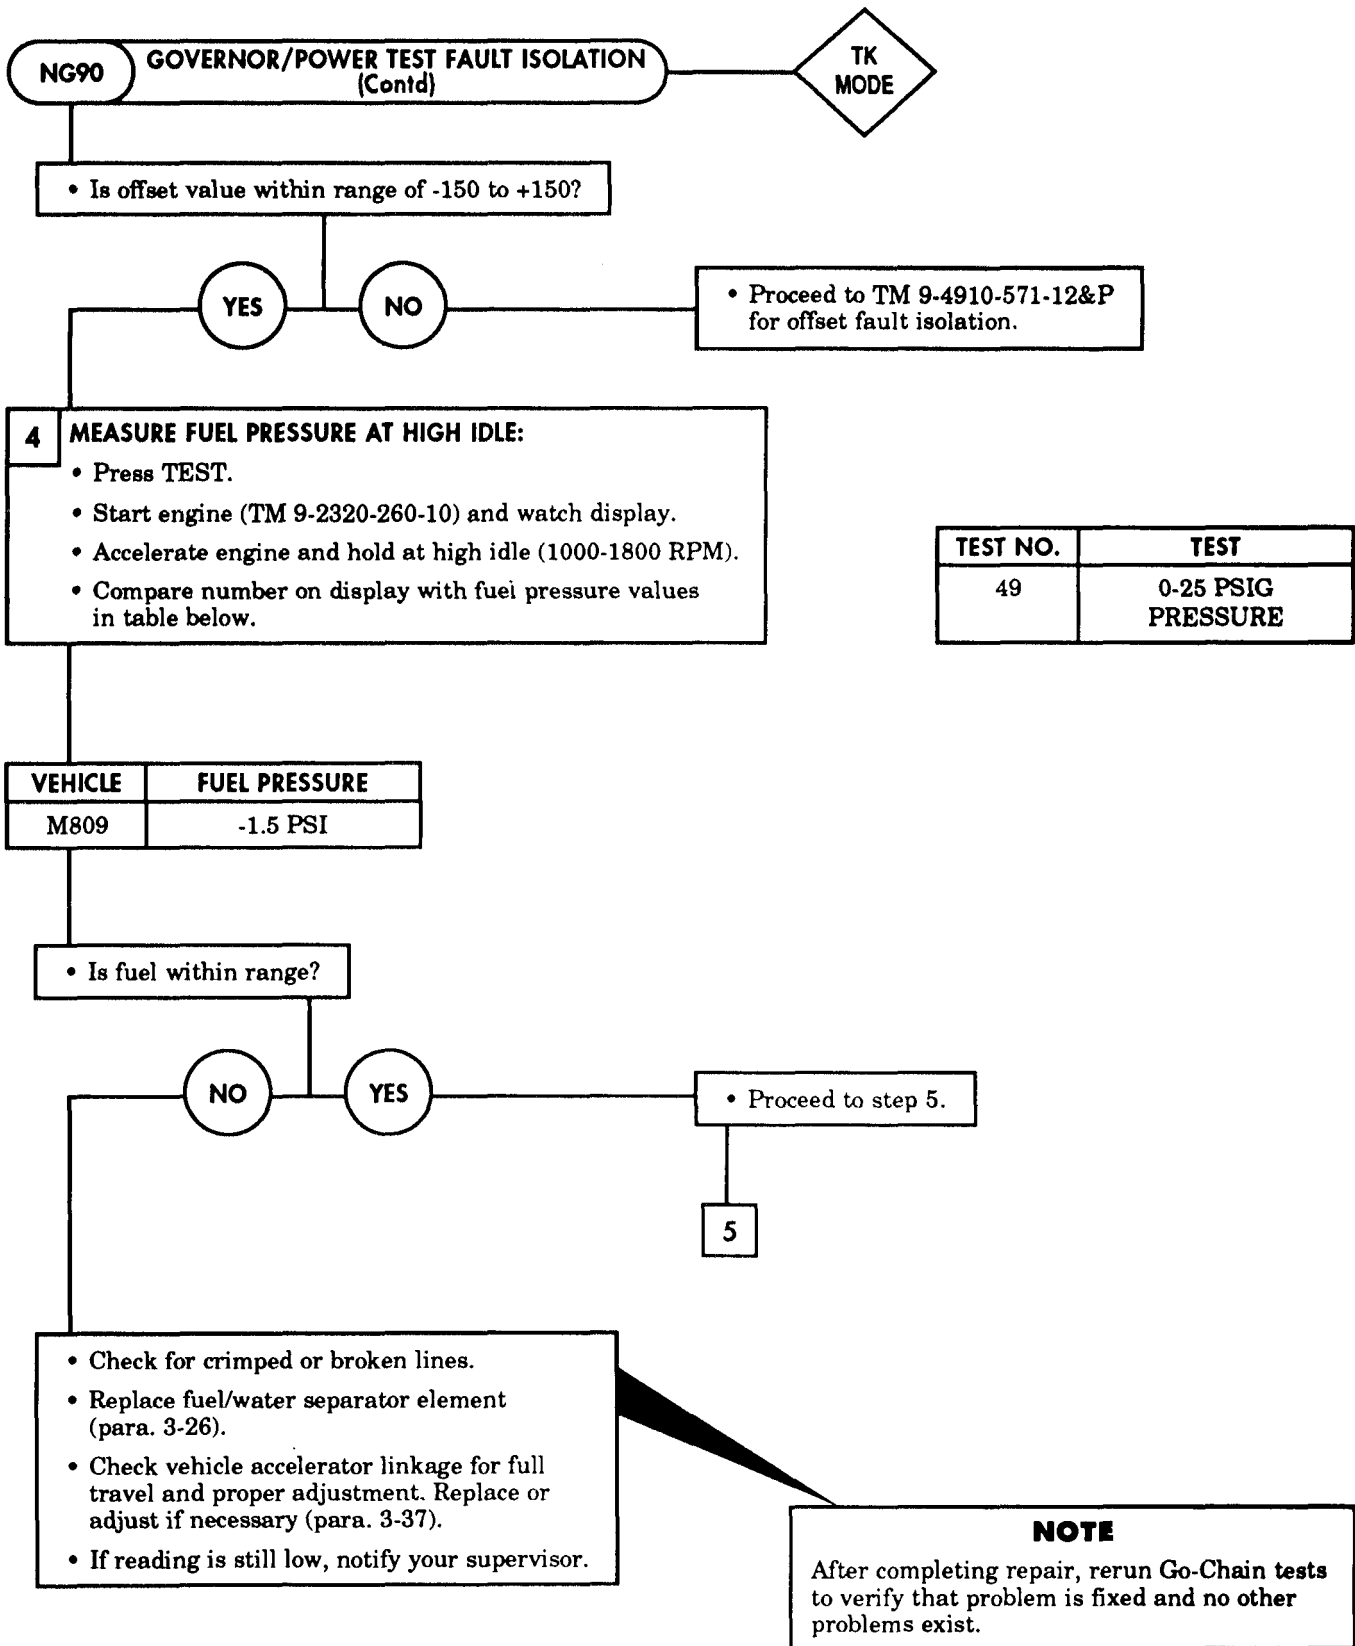 NG90
GOVERNOR/POWER TEST FAULT ISOLATION
(Contd)
TK
MODE
• Is offset value within range of -150 to +150?
YES
NO
• Proceed to TM 9-4910-571-12&P
for offset fault isolation.
4
MEASURE FUEL PRESSURE AT HIGH IDLE:
• Press TEST.
• Start engine (TM 9-2320-260-10) and watch display.
• Accelerate engine and hold at high idle (1000-1800 RPM).
• Compare number on display with fuel pressure values
in table below.
TEST NO.
TEST
49
0-25 PSIG
PRESSURE
VEHICLE
FUEL PRESSURE
M809
-1.5 PSI
• Is fuel within range?
NO
YES
• Proceed to step 5.
5
• Check for crimped or broken lines.
• Replace fuel/water separator element
(para. 3-26).
• Check vehicle accelerator linkage for full
travel and proper adjustment. Replace or
adjust if necessary (para. 3-37).
• If reading is still low, notify your supervisor.
NOTE
After completing repair, rerun Go-Chain tests
to verify that problem is fixed and no other
problems exist.